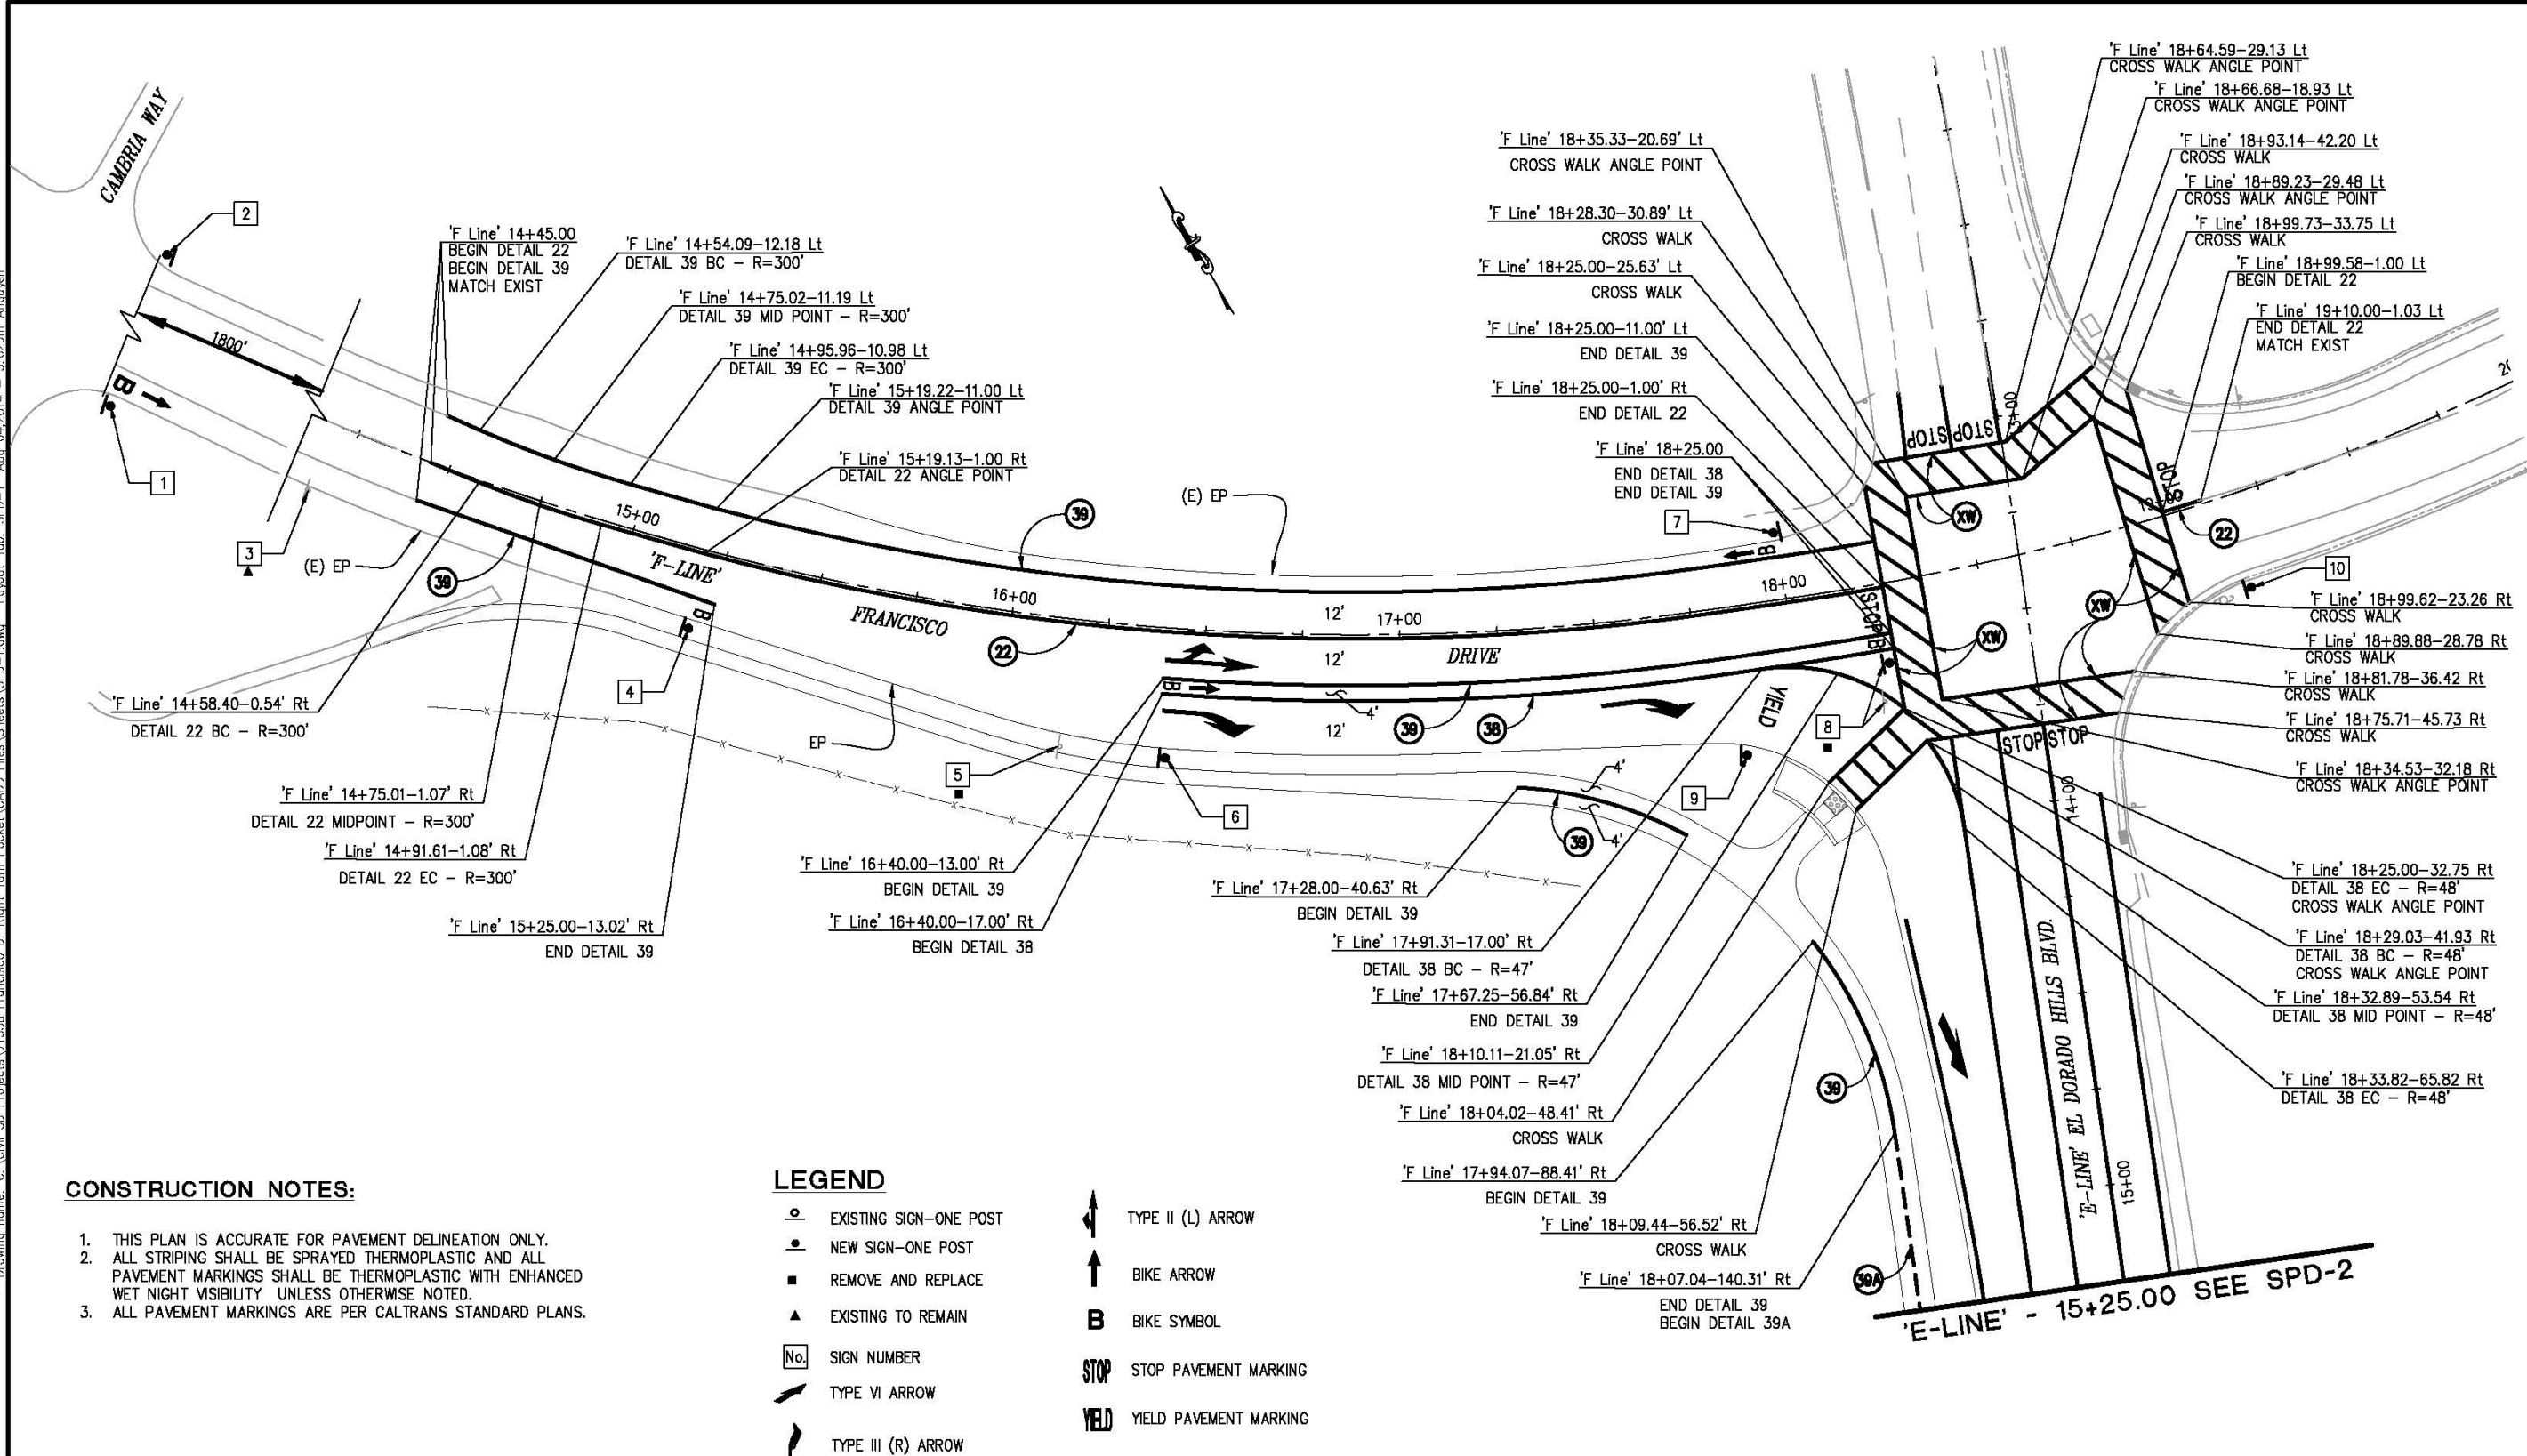 CAMBRIA WAY
2
1800'
B
1
3
(E) EP
'F Line' 14+45.00
BEGIN DETAIL 22
BEGIN DETAIL 39
MATCH EXIST
'F Line' 14+54.09-12.18 Lt
DETAIL 39 BC - R=300'
'F Line' 14+75.02-11.19 Lt
DETAIL 39 MID POINT - R=300'
'F Line' 14+95.96-10.98 Lt
DETAIL 39 EC - R=300'
'F Line' 15+19.22-11.00 Lt
DETAIL 39 ANGLE POINT
'F Line' 15+19.13-1.00 Rt
DETAIL 22 ANGLE POINT
39
(E) EP
15+00
'F-LINE'
39
FRANCISCO
16+00
22
12'
17+00
12'
DRIVE
B
4'
12'
39
38
18+00
B
4
EP
5
6
'F Line' 14+58.40-0.54' Rt
DETAIL 22 BC - R=300'
'F Line' 14+75.01-1.07' Rt
DETAIL 22 MIDPOINT - R=300'
'F Line' 14+91.61-1.08' Rt
DETAIL 22 EC - R=300'
'F Line' 15+25.00-13.02' Rt
END DETAIL 39
'F Line' 16+40.00-13.00' Rt
BEGIN DETAIL 39
'F Line' 16+40.00-17.00' Rt
BEGIN DETAIL 38
'F Line' 18+35.33-20.69' Lt
CROSS WALK ANGLE POINT
'F Line' 18+28.30-30.89' Lt
CROSS WALK
'F Line' 18+25.00-25.63' Lt
CROSS WALK
'F Line' 18+25.00-11.00' Lt
END DETAIL 39
'F Line' 18+25.00-1.00' Rt
END DETAIL 22
'F Line' 18+25.00
END DETAIL 38
END DETAIL 39
7
B
'F Line' 18+64.59-29.13 Lt
CROSS WALK ANGLE POINT
'F Line' 18+66.68-18.93 Lt
CROSS WALK ANGLE POINT
'F Line' 18+93.14-42.20 Lt
CROSS WALK
'F Line' 18+89.23-29.48 Lt
CROSS WALK ANGLE POINT
'F Line' 18+99.73-33.75 Lt
CROSS WALK
'F Line' 18+99.58-1.00 Lt
BEGIN DETAIL 22
'F Line' 19+10.00-1.03 Lt
END DETAIL 22
MATCH EXIST
STOP STOP
STOP
XW
22
10
XW
XW
STOP
B
YIELD
8
9
4'
4'
39
STOP STOP
14+00
'F Line' 18+99.62-23.26 Rt
CROSS WALK
'F Line' 18+89.88-28.78 Rt
CROSS WALK
'F Line' 18+81.78-36.42 Rt
CROSS WALK
'F Line' 18+75.71-45.73 Rt
CROSS WALK
'F Line' 18+34.53-32.18 Rt
CROSS WALK ANGLE POINT
'F Line' 18+25.00-32.75 Rt
DETAIL 38 EC - R=48'
CROSS WALK ANGLE POINT
'F Line' 18+29.03-41.93 Rt
DETAIL 38 BC - R=48'
CROSS WALK ANGLE POINT
'F Line' 18+32.89-53.54 Rt
DETAIL 38 MID POINT - R=48'
'F Line' 18+33.82-65.82 Rt
DETAIL 38 EC - R=48'
'F Line' 17+28.00-40.63' Rt
BEGIN DETAIL 39
'F Line' 17+91.31-17.00' Rt
DETAIL 38 BC - R=47'
'F Line' 17+67.25-56.84' Rt
END DETAIL 39
'F Line' 18+10.11-21.05' Rt
DETAIL 38 MID POINT - R=47'
'F Line' 18+04.02-48.41' Rt
CROSS WALK
'F Line' 17+94.07-88.41' Rt
BEGIN DETAIL 39
'F Line' 18+09.44-56.52' Rt
CROSS WALK
'F Line' 18+07.04-140.31' Rt
END DETAIL 39
BEGIN DETAIL 39A
39
39A
'E-LINE' EL DORADO HILLS BLVD.
15+00
'E-LINE' - 15+25.00 SEE SPD-2
CONSTRUCTION NOTES:
1. THIS PLAN IS ACCURATE FOR PAVEMENT DELINEATION ONLY.
2. ALL STRIPING SHALL BE SPRAYED THERMOPLASTIC AND ALL
PAVEMENT MARKINGS SHALL BE THERMOPLASTIC WITH ENHANCED
WET NIGHT VISIBILITY UNLESS OTHERWISE NOTED.
3. ALL PAVEMENT MARKINGS ARE PER CALTRANS STANDARD PLANS.
LEGEND
EXISTING SIGN-ONE POST
NEW SIGN-ONE POST
REMOVE AND REPLACE
EXISTING TO REMAIN
No. SIGN NUMBER
TYPE VI ARROW
TYPE III (R) ARROW
TYPE II (L) ARROW
BIKE ARROW
B BIKE SYMBOL
STOP STOP PAVEMENT MARKING
YIELD YIELD PAVEMENT MARKING